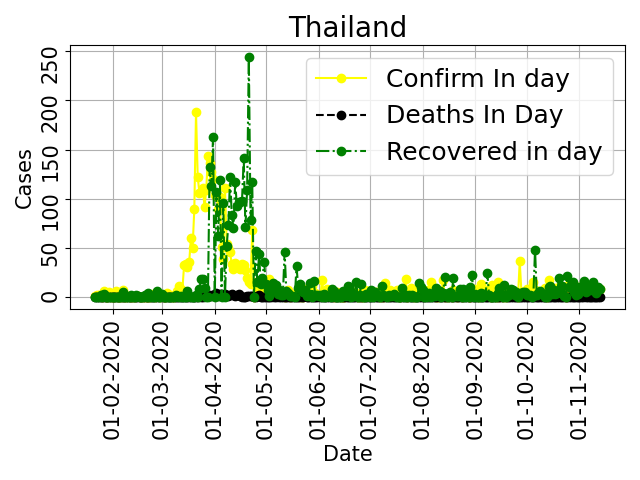 Thailand
250
200
150
100
50
0
Cases
Confirm In day
Deaths In Day
Recovered in day
01-02-2020
01-03-2020
01-04-2020
01-05-2020
01-06-2020
01-07-2020
01-08-2020
01-09-2020
01-10-2020
01-11-2020
Date